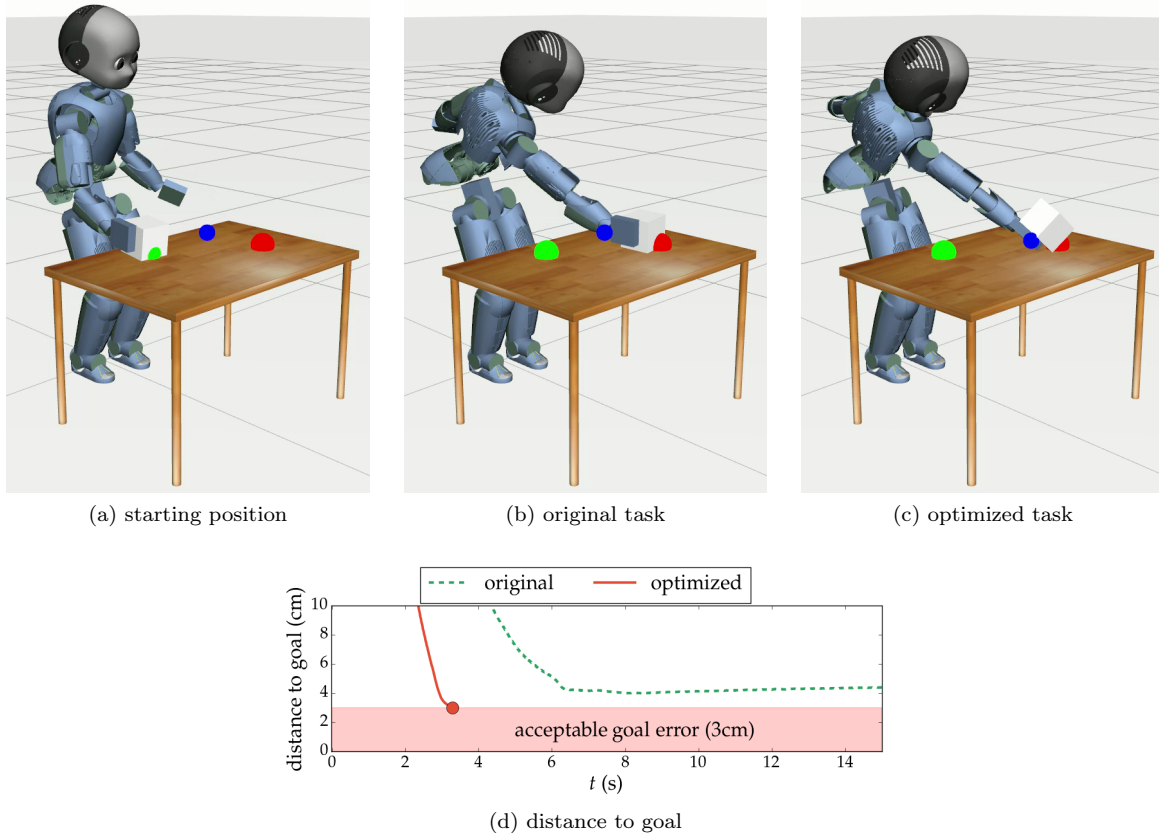 (a) starting position
(b) original task
(c) optimized task
original
optimized
distance to goal (cm)
10
8
6
4
2
0
acceptable goal error (3cm)
0
2
4
6
8
10
12
14
t (s)
(d) distance to goal